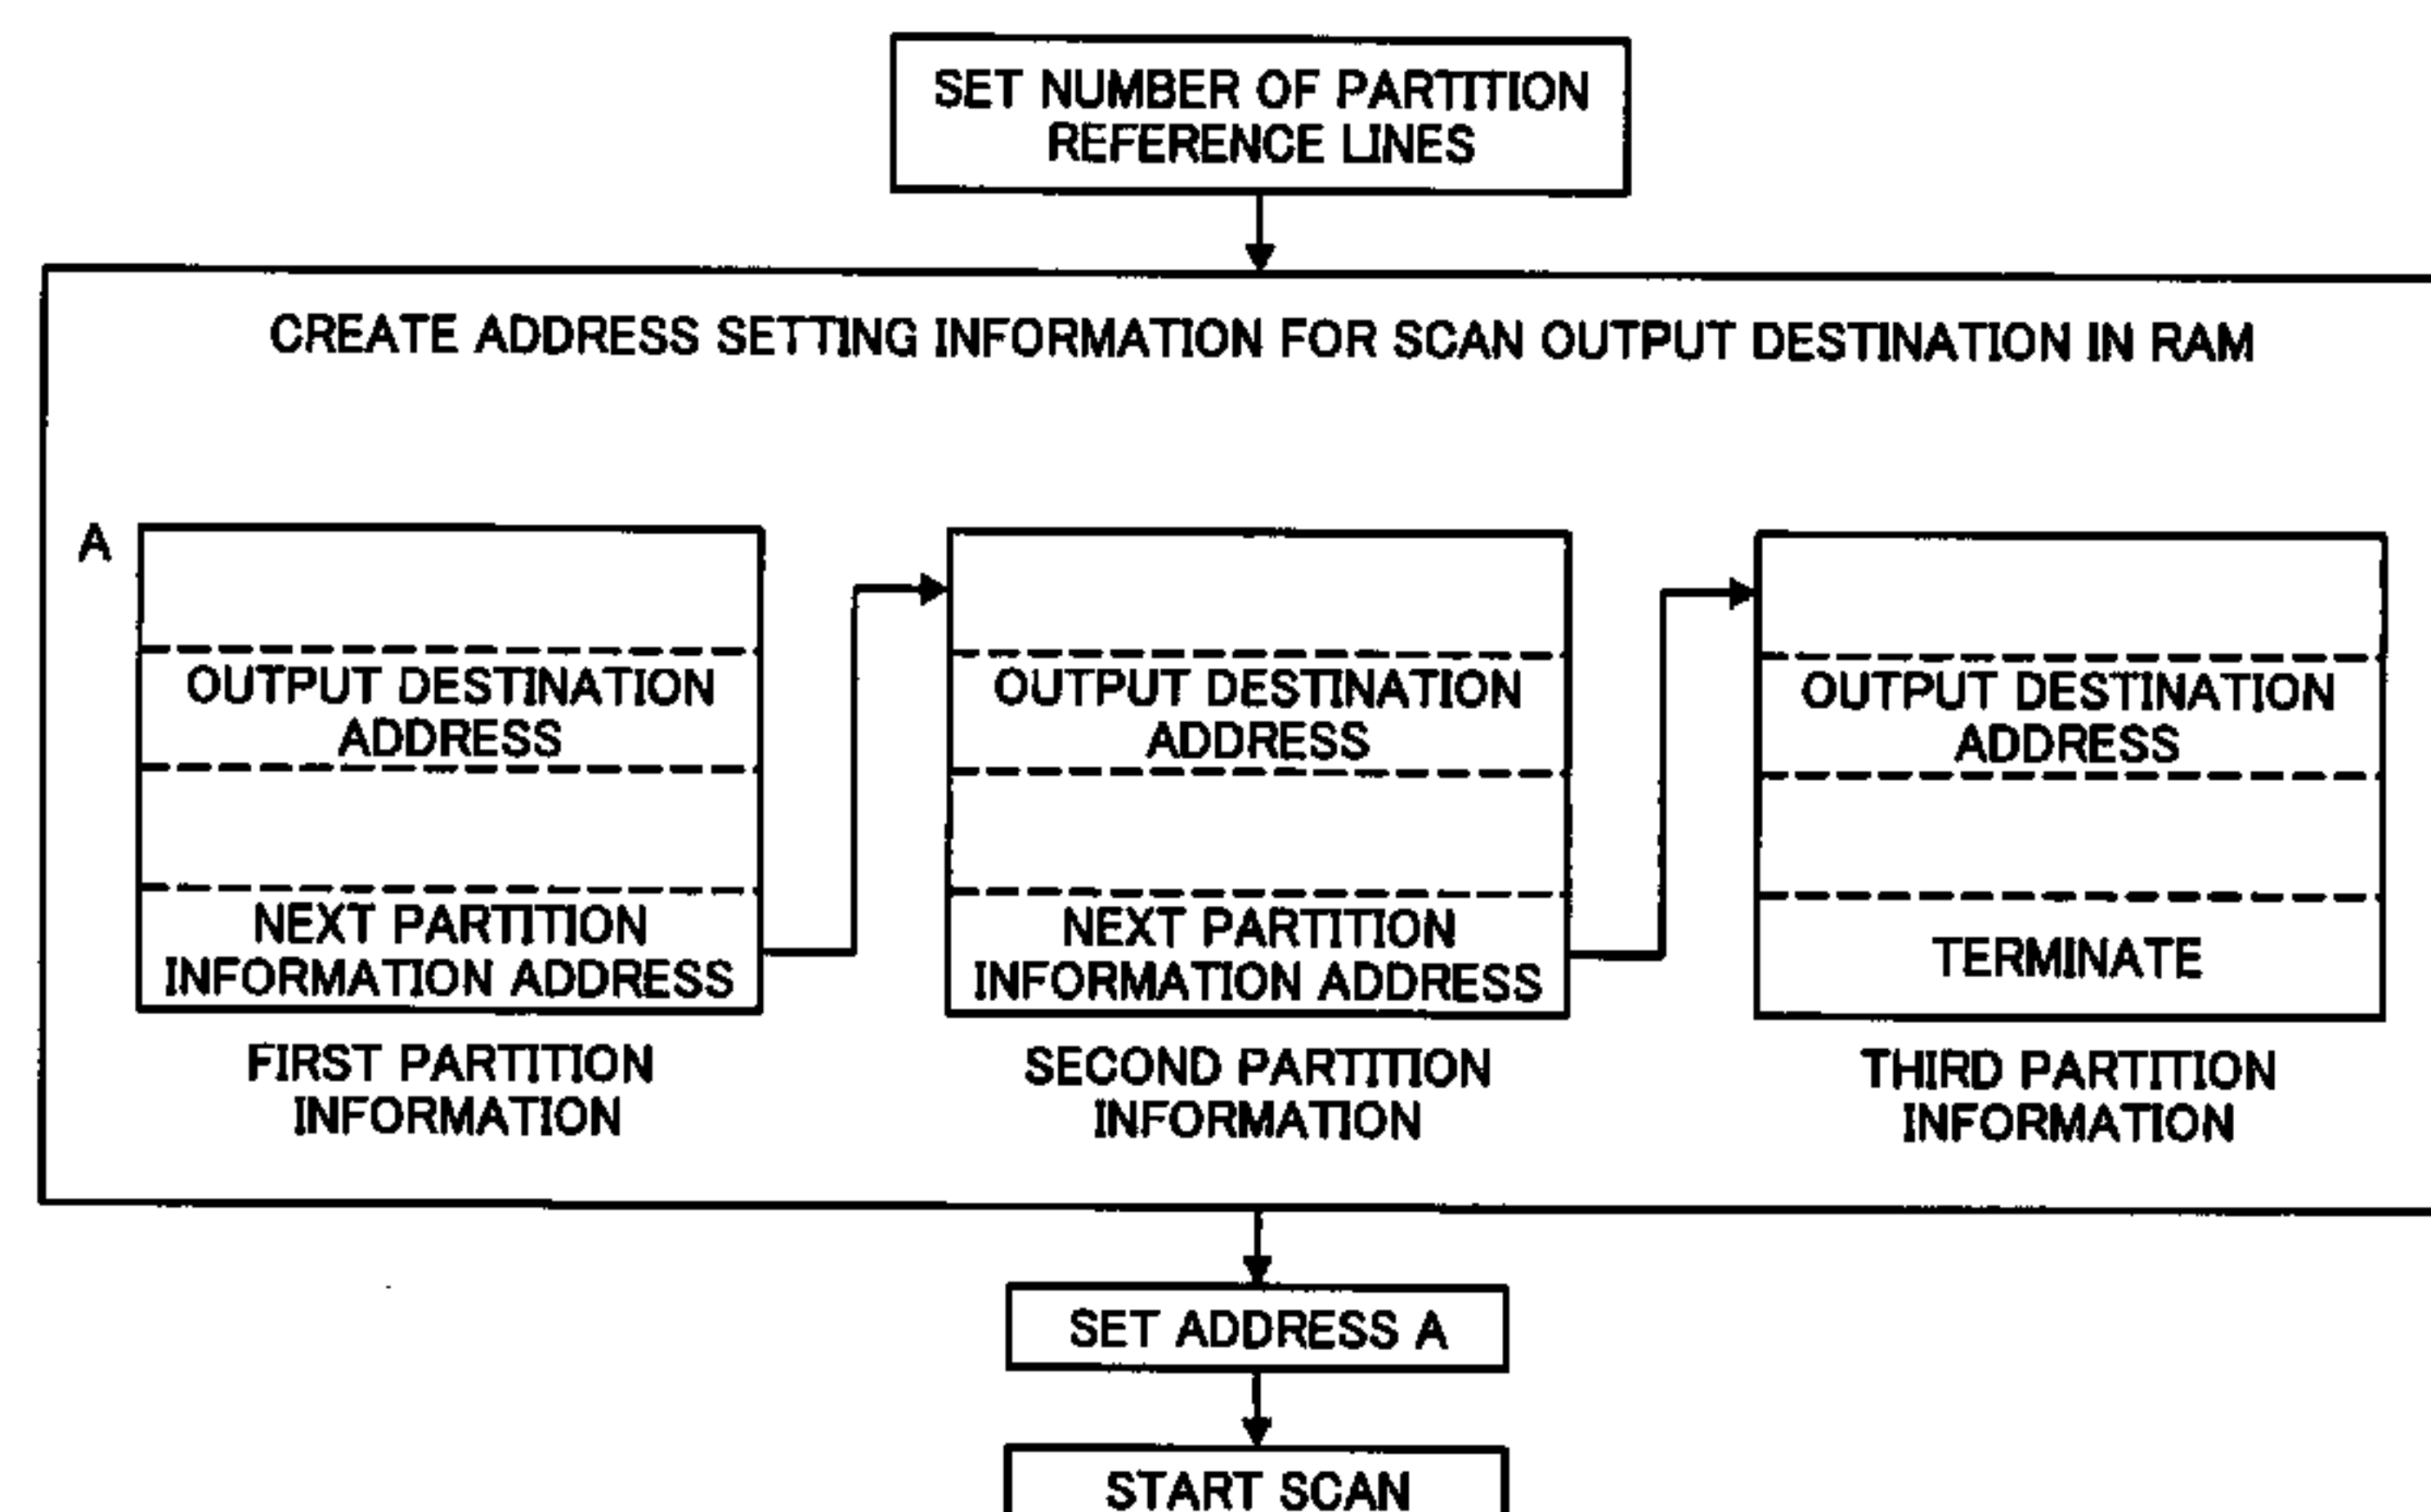 SET NUMBER OF PARTITION
REFERENCE LINES
CREATE ADDRESS SETTING INFORMATION FOR SCAN OUTPUT DESTINATION IN RAM
A
OUTPUT DESTINATION
ADDRESS
NEXT PARTITION
INFORMATION ADDRESS
FIRST PARTITION
INFORMATION
OUTPUT DESTINATION
ADDRESS
NEXT PARTITION
INFORMATION ADDRESS
SECOND PARTITION
INFORMATION
OUTPUT DESTINATION
ADDRESS
TERMINATE
THIRD PARTITION
INFORMATION
SET ADDRESS A
START SCAN